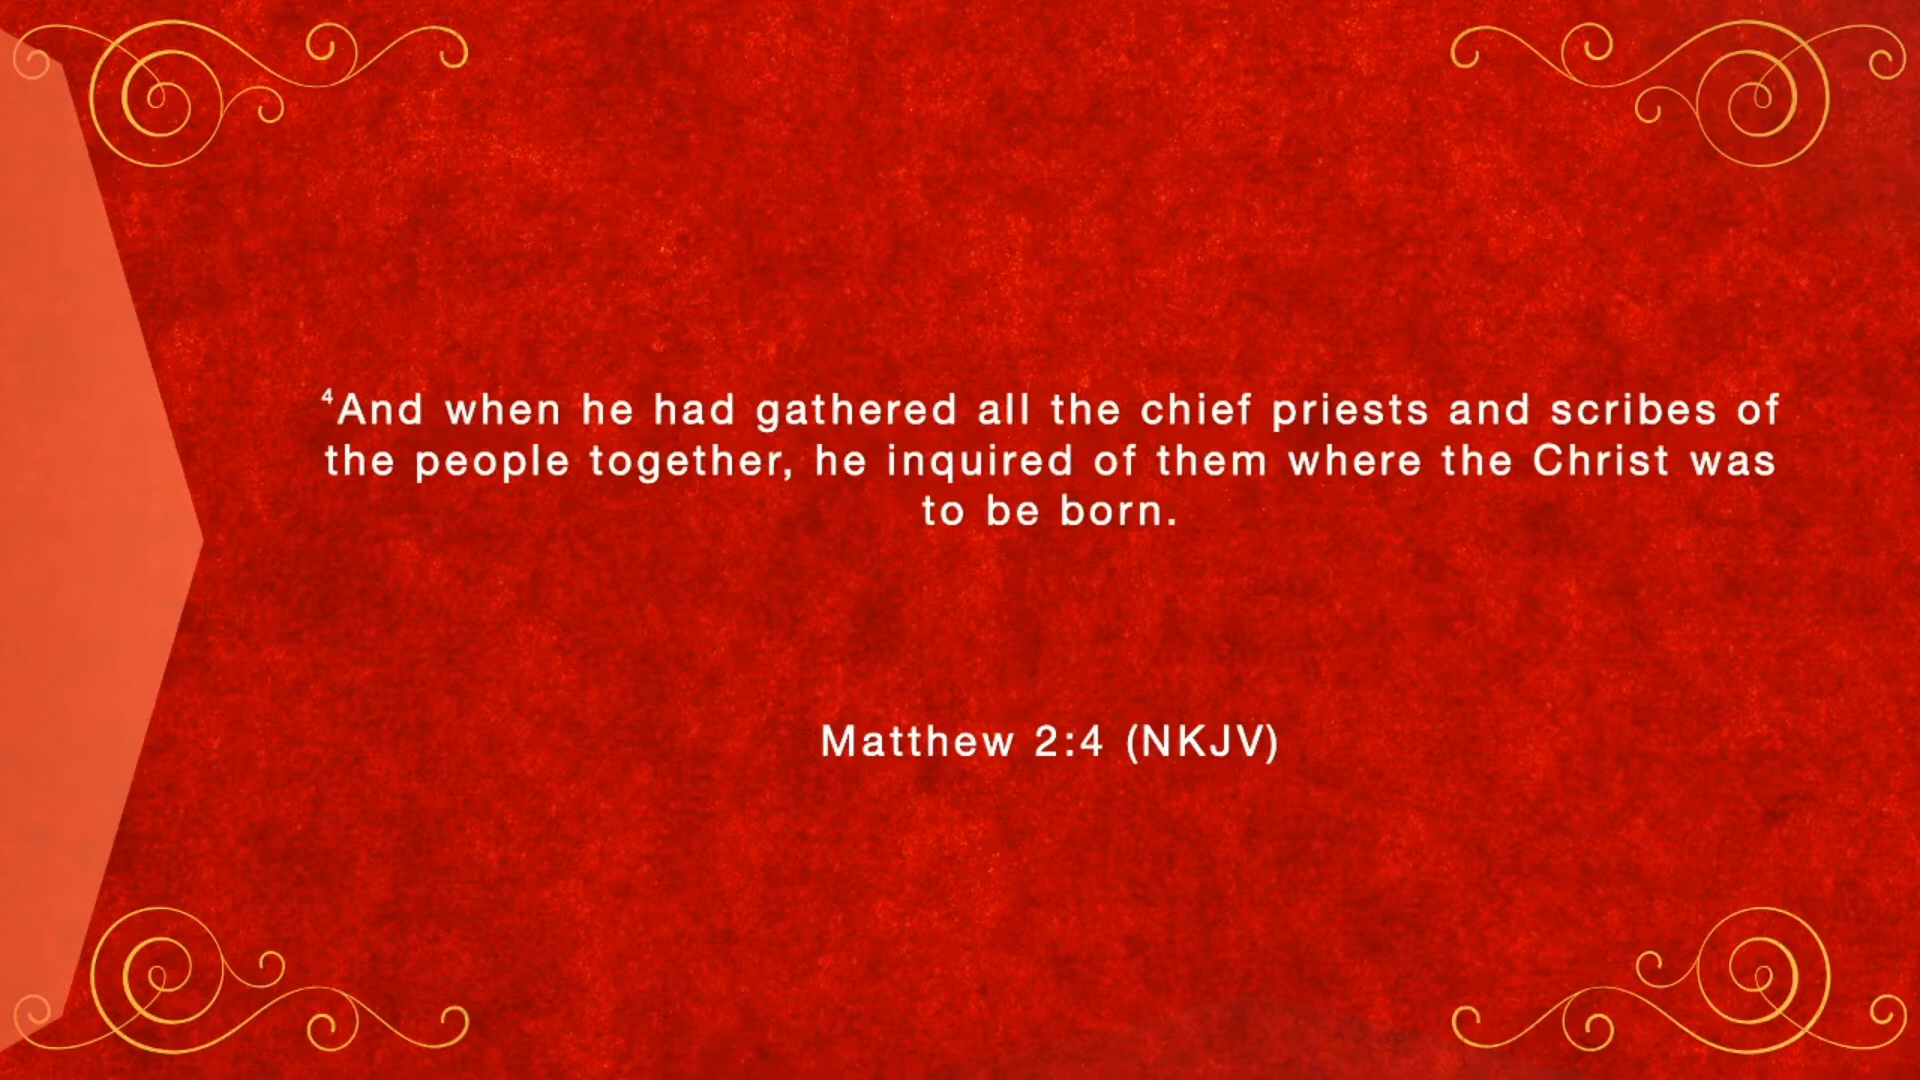 ⁴And when he had gathered all the chief priests and scribes of
the people together, he inquired of them where the Christ was
to be born.
Matthew 2:4 (NKJV)